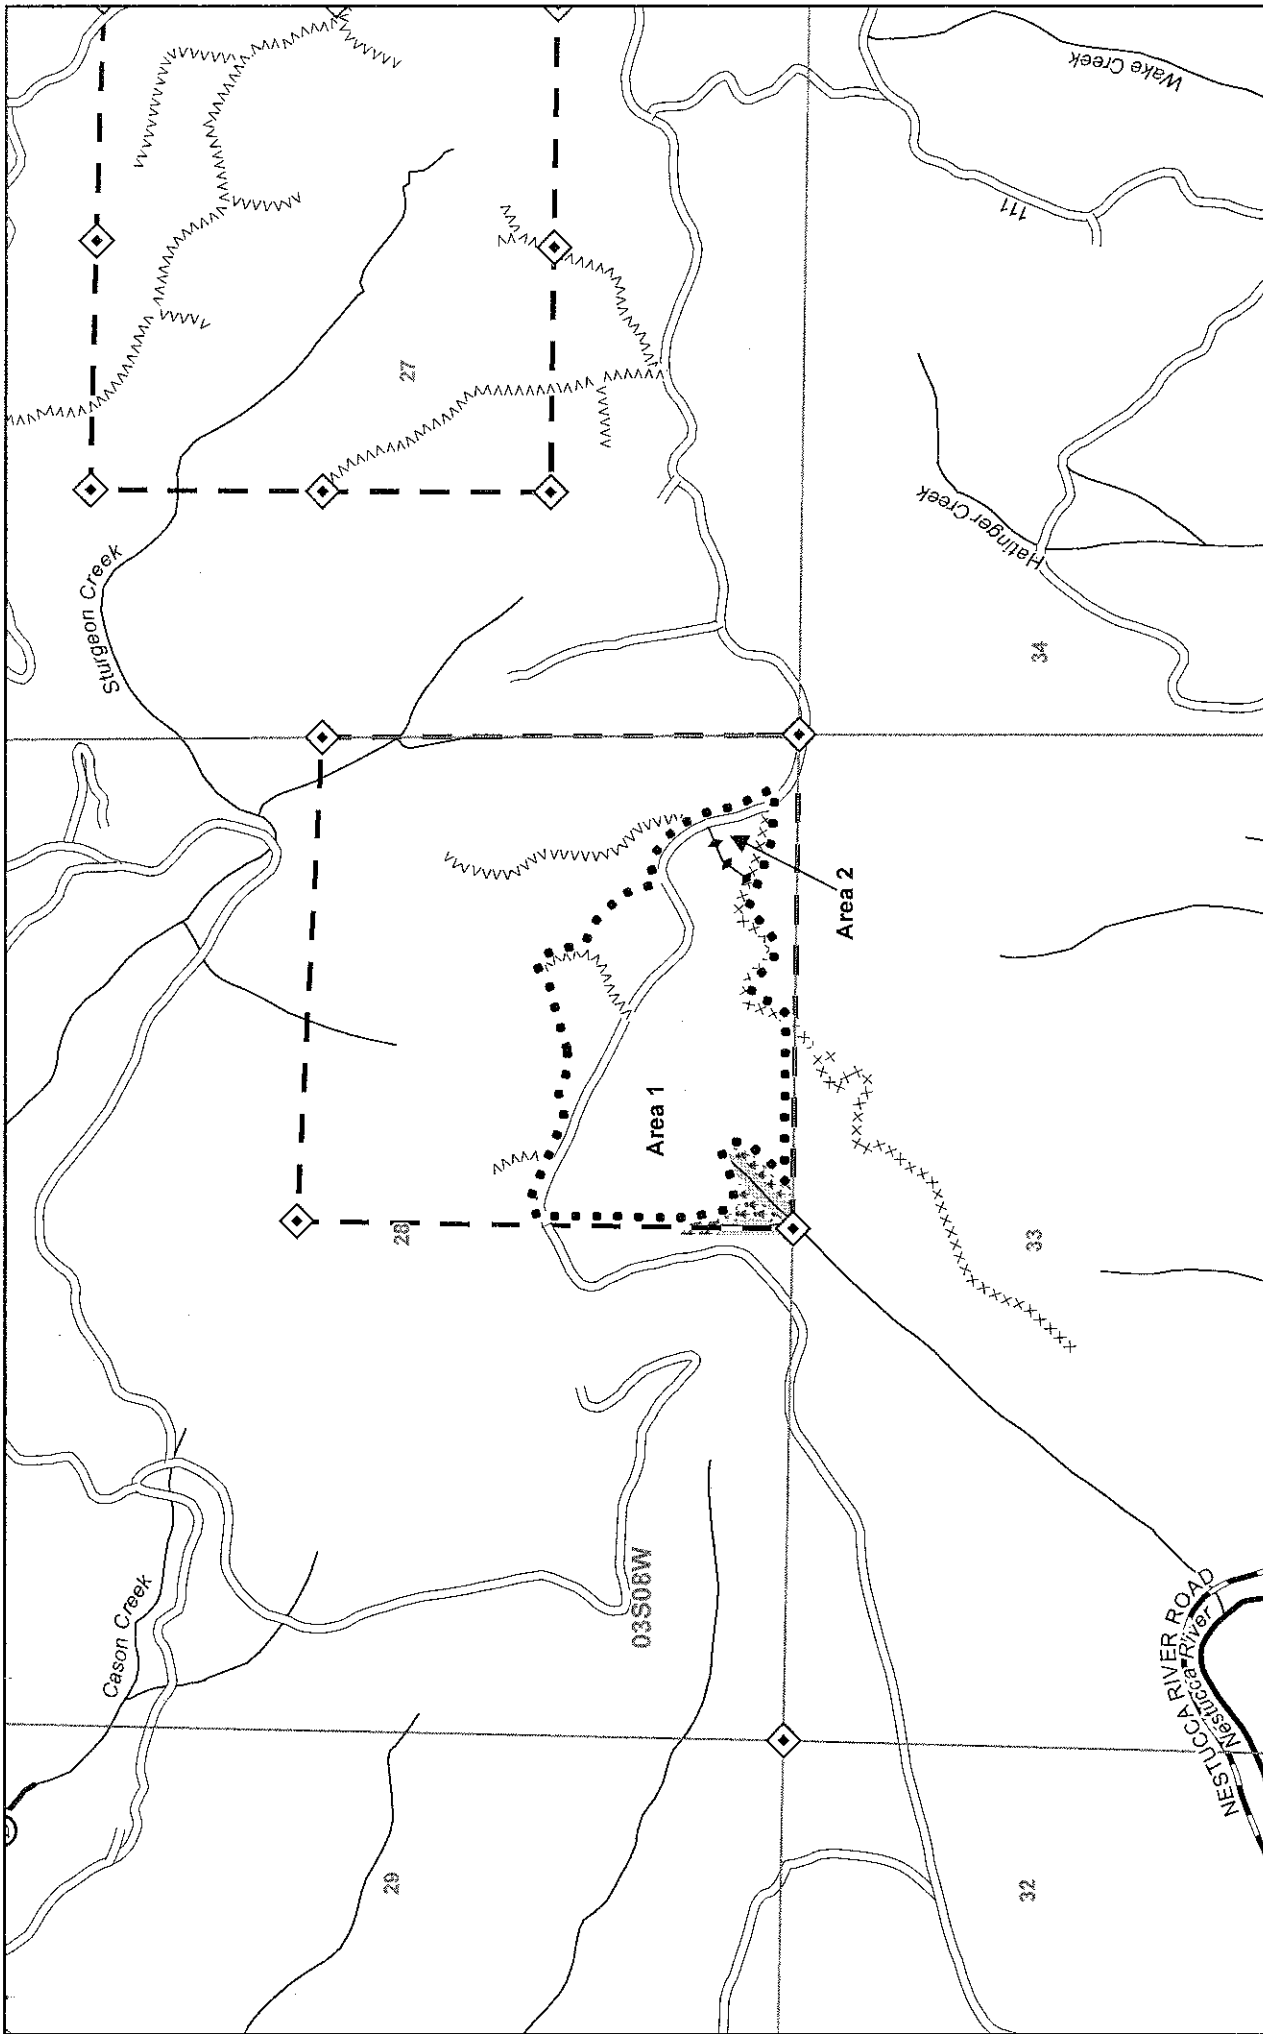 Wake Creek
111
27
Sturgeon Creek
Hatinger Creek
34
Area 2
Area 1
28
33
03S08W
Cason Creek
NESTUCCA RIVER ROAD
Nestucca River
29
32